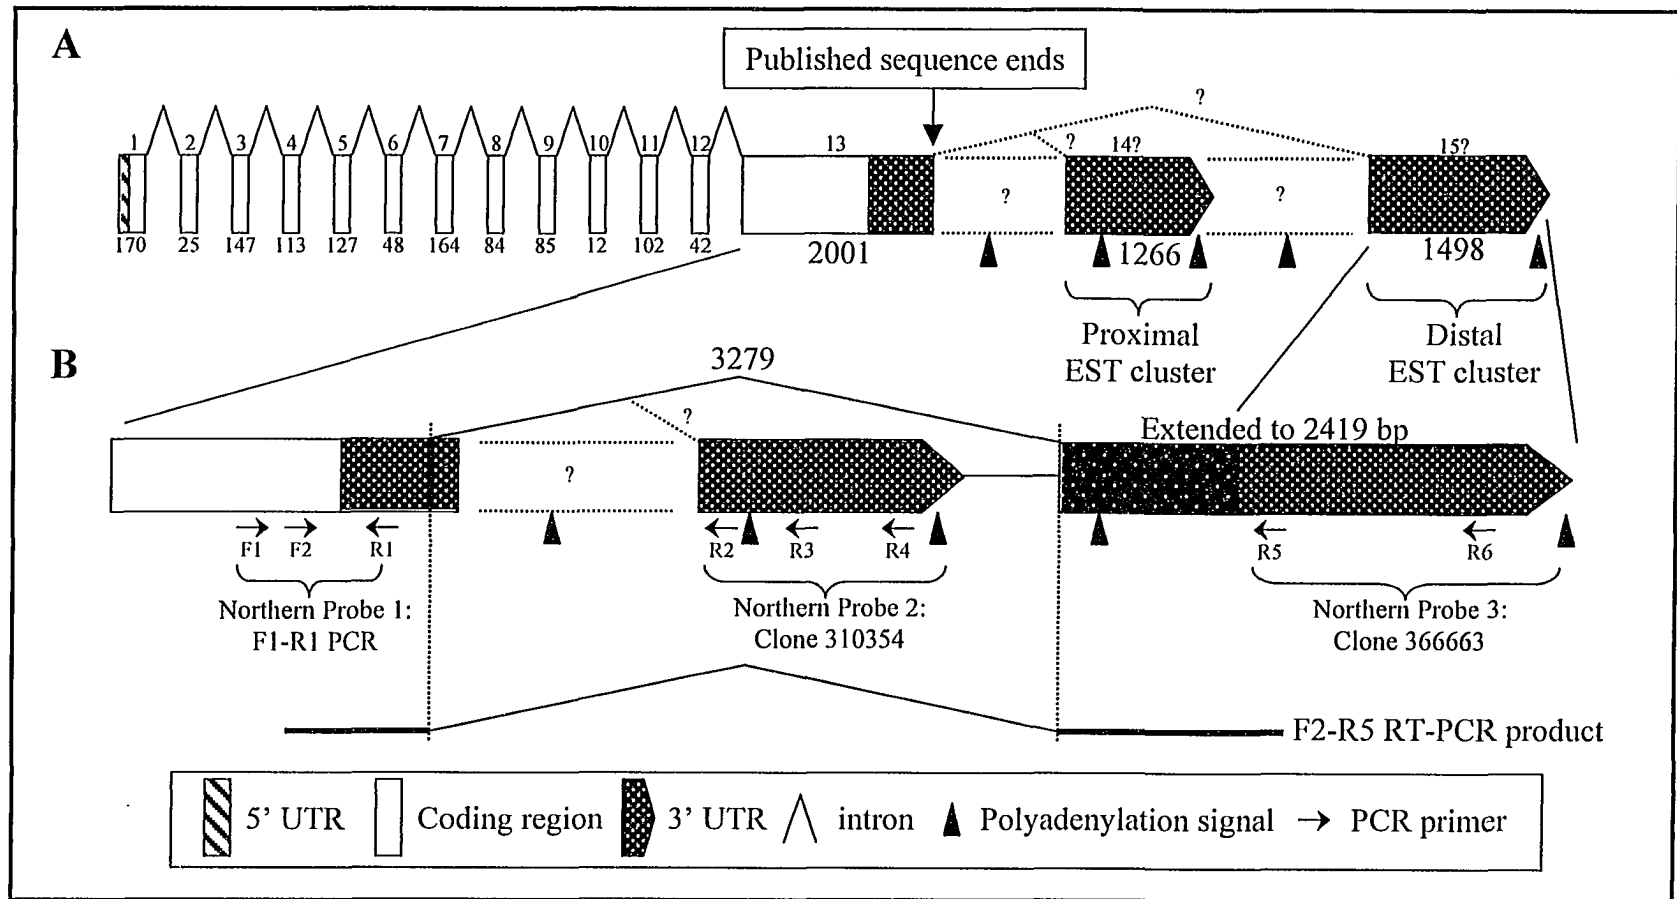 A
Published sequence ends
?
1 2 3 4 5 6 7 8 9 10 11 12 13 ? 14? 15?
? ?
170 25 147 113 127 48 164 84 85 12 102 42 2001 1266 1498
Proximal
EST cluster
Distal
EST cluster
B
3279
?
Extended to 2419 bp
?
F1 F2 R1 R2 R3 R4 R5 R6
Northern Probe 1:
F1-R1 PCR
Northern Probe 2:
Clone 310354
Northern Probe 3:
Clone 366663
F2-R5 RT-PCR product
5' UTR Coding region 3' UTR intron Polyadenylation signal PCR primer